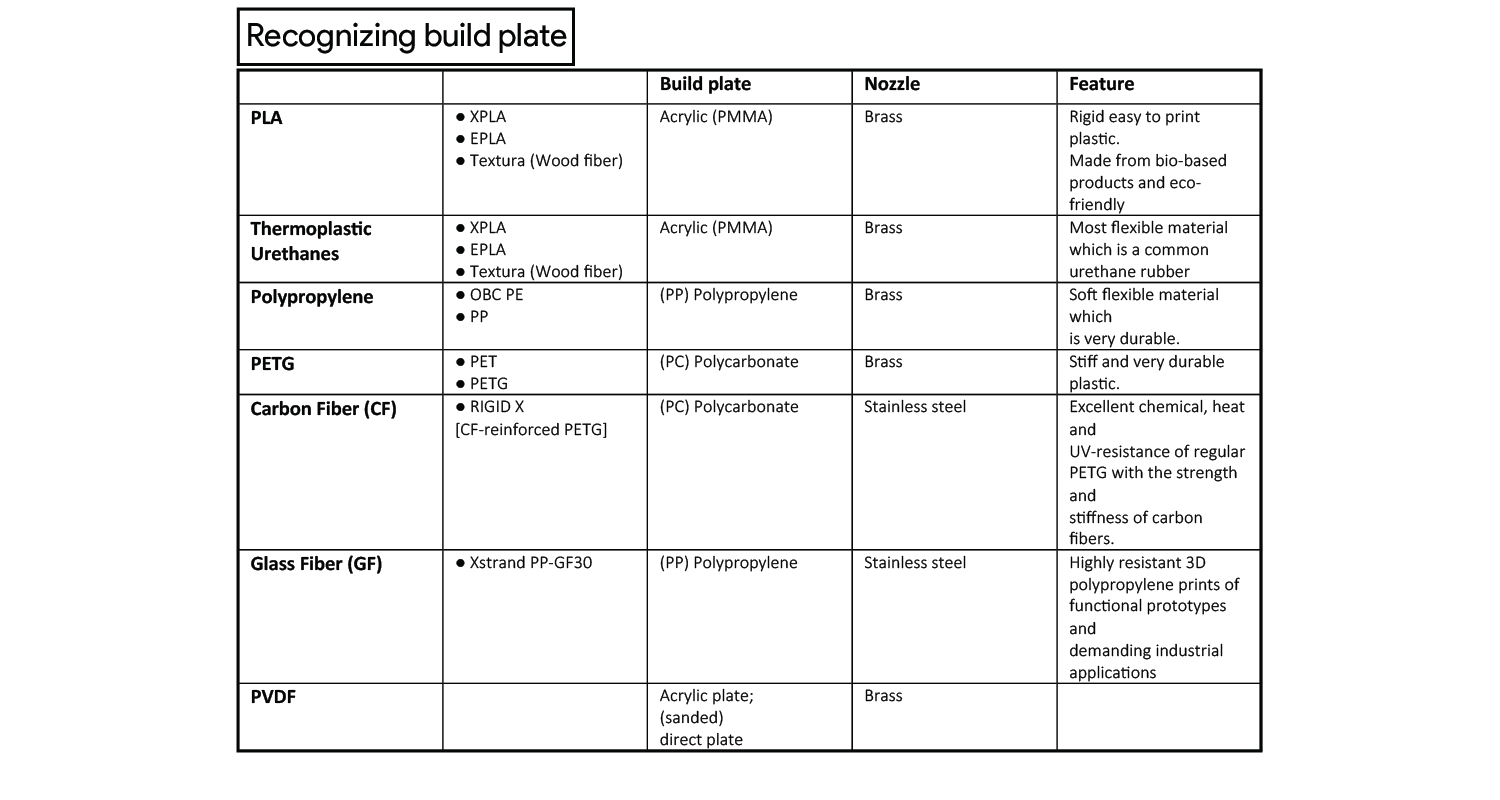 Recognizing build plate
Build plate
Nozzle
Feature
PLA
● XPLA
● EPLA
● Textura (Wood fiber)
Acrylic (PMMA)
Brass
Rigid easy to print
plastic.
Made from bio-based
products and eco-
friendly
Thermoplastic
Urethanes
● XPLA
● EPLA
● Textura (Wood fiber)
Acrylic (PMMA)
Brass
Most flexible material
which is a common
urethane rubber
Polypropylene
● OBC PE
● PP
(PP) Polypropylene
Brass
Soft flexible material
which
is very durable.
PETG
● PET
● PETG
(PC) Polycarbonate
Brass
Stiff and very durable
plastic.
Carbon Fiber (CF)
● RIGID X
[CF-reinforced PETG]
(PC) Polycarbonate
Stainless steel
Excellent chemical, heat
and
UV-resistance of regular
PETG with the strength
and
stiffness of carbon
fibers.
Glass Fiber (GF)
● Xstrand PP-GF30
(PP) Polypropylene
Stainless steel
Highly resistant 3D
polypropylene prints of
functional prototypes
and
demanding industrial
applications
PVDF
Acrylic plate;
(sanded)
direct plate
Brass